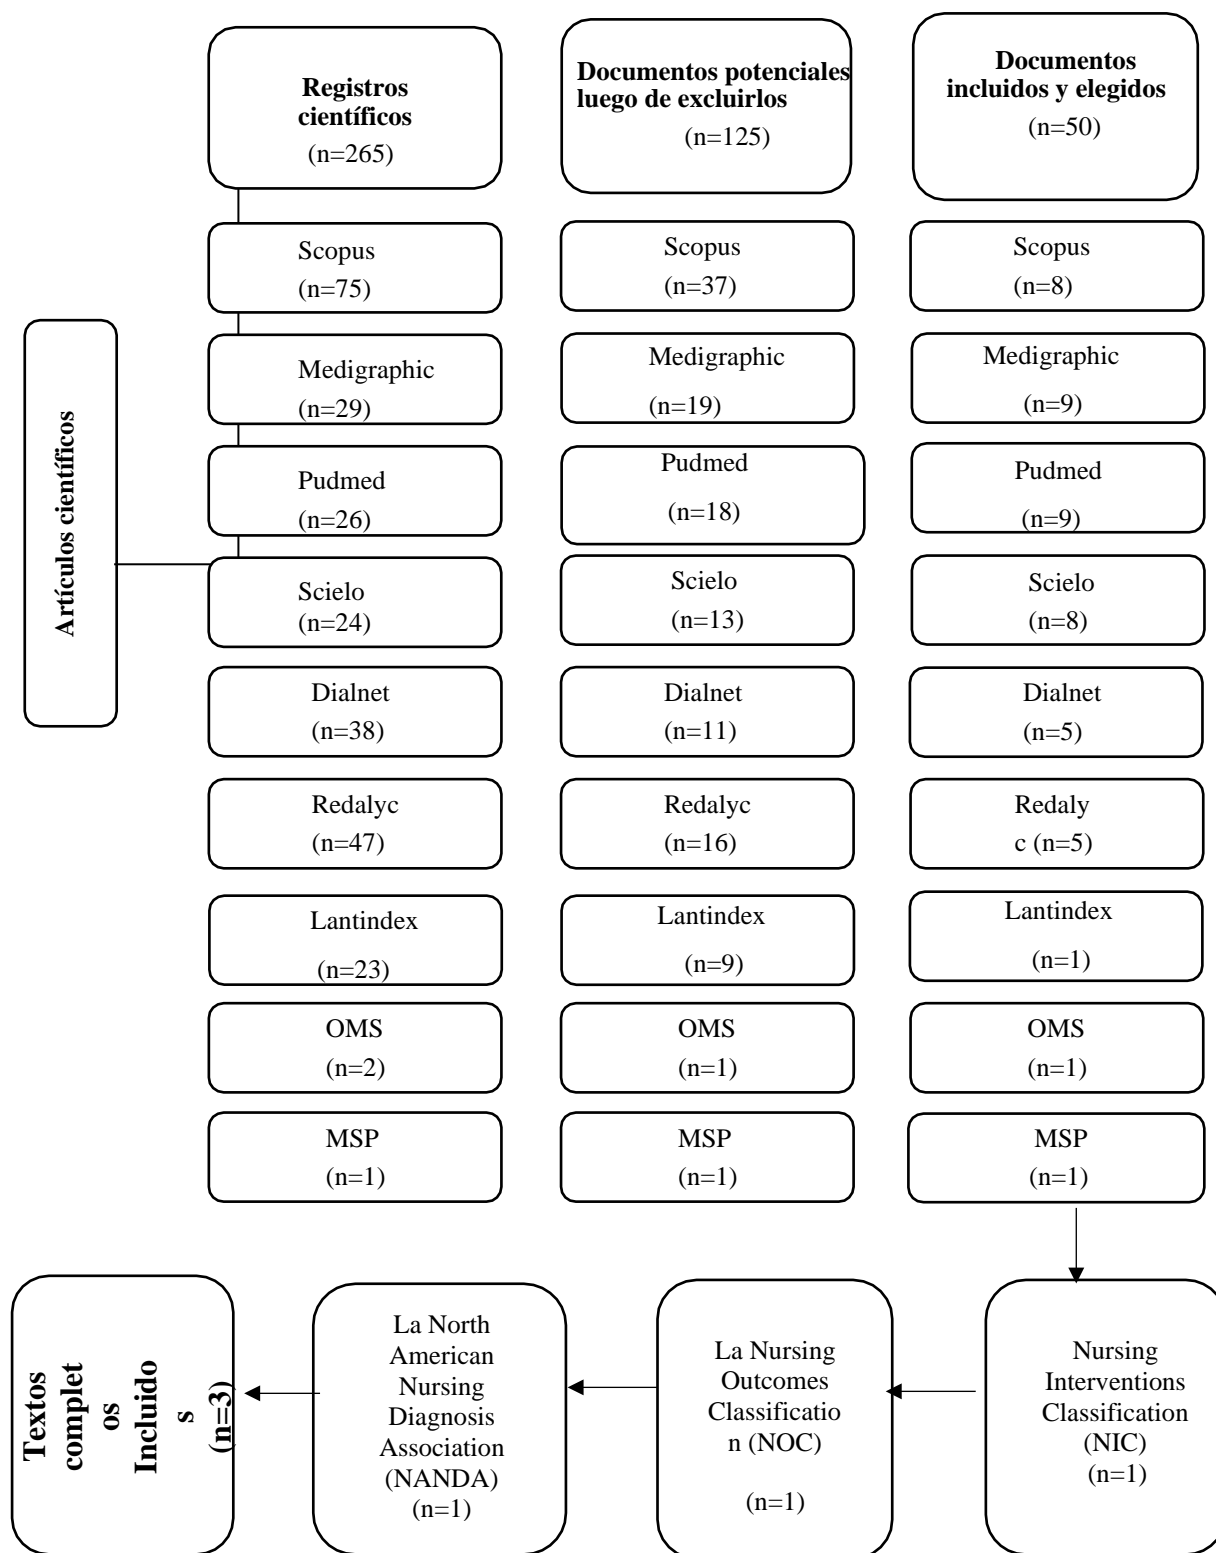 Registros
científicos
(n=265)
Documentos potenciales
luego de excluirlos
(n=125)
Documentos
incluidos y elegidos
(n=50)
Artículos científicos
Scopus
(n=75)
Scopus
(n=37)
Scopus
(n=8)
Medigraphic
(n=29)
Medigraphic
(n=19)
Medigraphic
(n=9)
Pudmed
(n=26)
Pudmed
(n=18)
Pudmed
(n=9)
Scielo
(n=24)
Scielo
(n=13)
Scielo
(n=8)
Dialnet
(n=38)
Dialnet
(n=11)
Dialnet
(n=5)
Redalyc
(n=47)
Redalyc
(n=16)
Redaly
c (n=5)
Lantindex
(n=23)
Lantindex
(n=9)
Lantindex
(n=1)
OMS
(n=2)
OMS
(n=1)
OMS
(n=1)
MSP
(n=1)
MSP
(n=1)
MSP
(n=1)
Nursing
Interventions
Classification
(NIC)
(n=1)
La Nursing
Outcomes
Classificatio
n (NOC)
(n=1)
La North
American
Nursing
Diagnosis
Association
(NANDA)
(n=1)
Textos
complet
os
Incluido
s
(n=3)